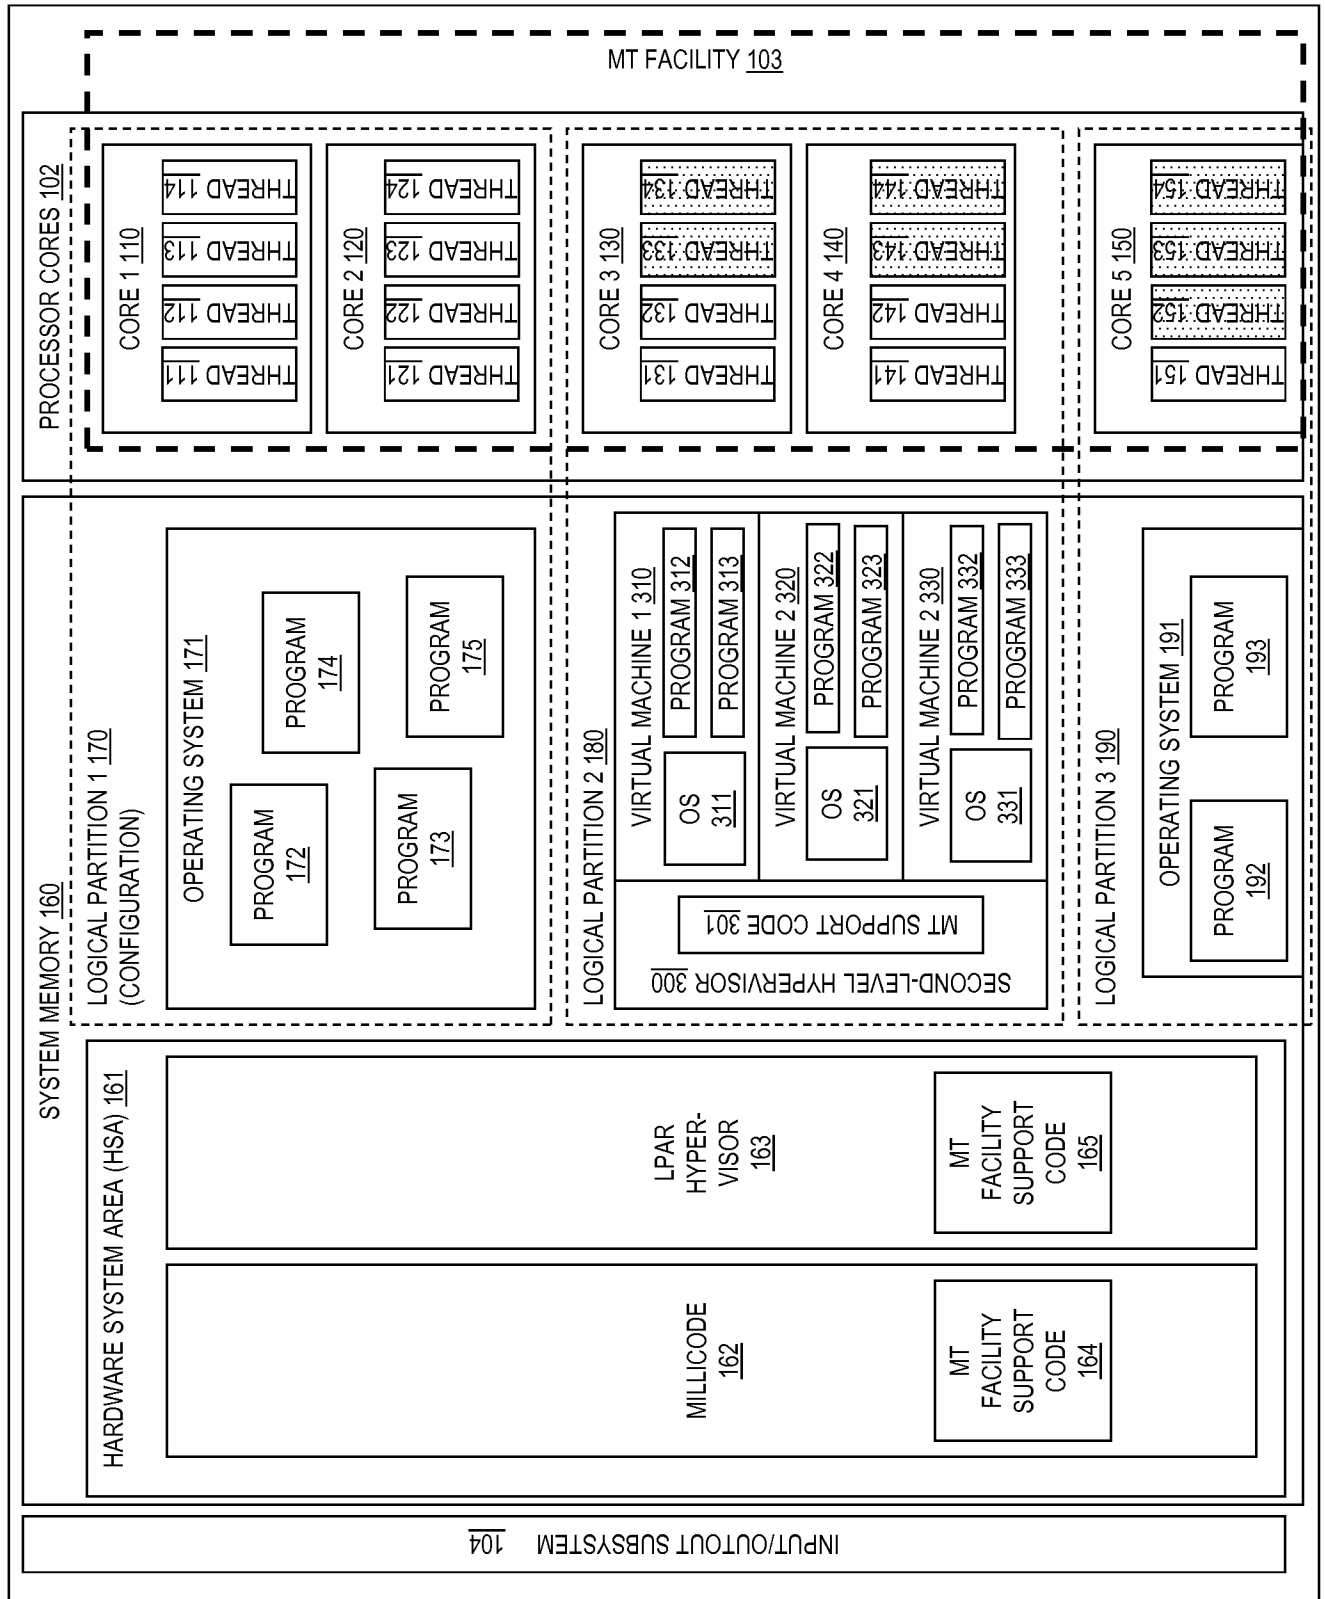 MT FACILITY 103
PROCESSOR CORES 102
CORE 1 110
THREAD 111
THREAD 112
THREAD 113
THREAD 114
CORE 2 120
THREAD 121
THREAD 122
THREAD 123
THREAD 124
CORE 3 130
THREAD 131
THREAD 132
THREAD 133
THREAD 134
CORE 4 140
THREAD 141
THREAD 142
THREAD 143
THREAD 144
CORE 5 150
THREAD 151
THREAD 152
THREAD 153
THREAD 154
SYSTEM MEMORY 160
LOGICAL PARTITION 1 170
(CONFIGURATION)
OPERATING SYSTEM 171
PROGRAM
172
PROGRAM
173
PROGRAM
174
PROGRAM
175
LOGICAL PARTITION 2 180
SECOND-LEVEL HYPERVISOR 300
MT SUPPORT CODE 301
VIRTUAL MACHINE 1 310
OS
311
PROGRAM 312
PROGRAM 313
VIRTUAL MACHINE 2 320
OS
321
PROGRAM 322
PROGRAM 323
VIRTUAL MACHINE 2 330
OS
331
PROGRAM 332
PROGRAM 333
LOGICAL PARTITION 3 190
OPERATING SYSTEM 191
PROGRAM
192
PROGRAM
193
HARDWARE SYSTEM AREA (HSA) 161
LPAR
HYPER-
VISOR
163
MT
FACILITY
SUPPORT
CODE
165
MILLICODE
162
MT
FACILITY
SUPPORT
CODE
164
INPUT/OUTOUT SUBSYSTEM 104